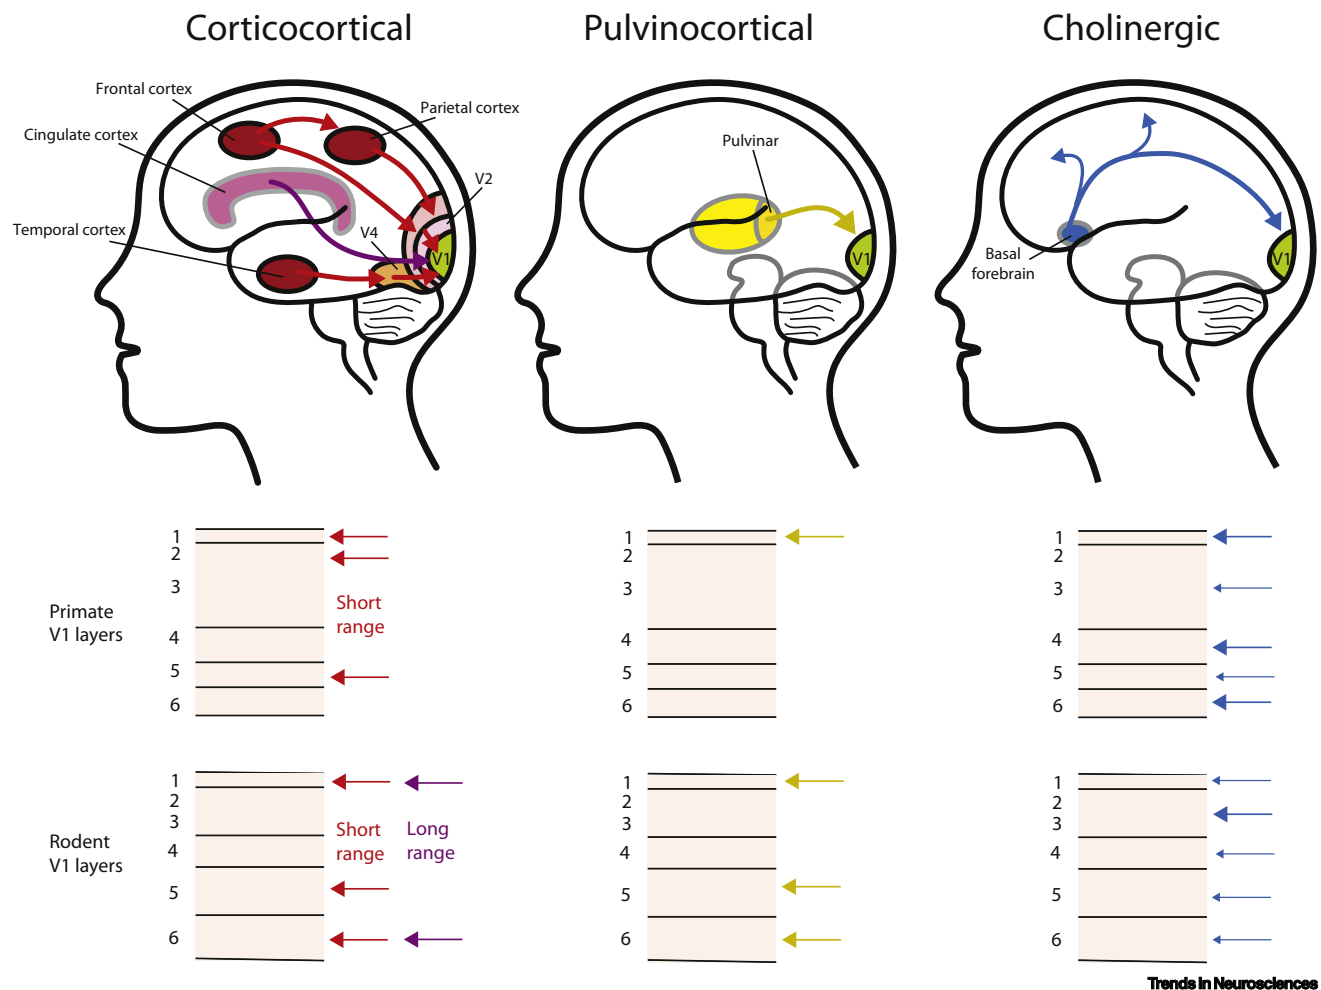 Corticocortical
Pulvinocortical
Cholinergic
Frontal cortex
Parietal cortex
Cingulate cortex
V2
Temporal cortex
V4
V1
Pulvinar
V1
Basal
forebrain
V1
Primate
V1 layers
1
2
3
4
5
6
Short
range
1
2
3
4
5
6
1
2
3
4
5
6
Rodent
V1 layers
1
2
3
4
5
6
Short
range
Long
range
1
2
3
4
5
6
1
2
3
4
5
6
Trends in Neurosciences